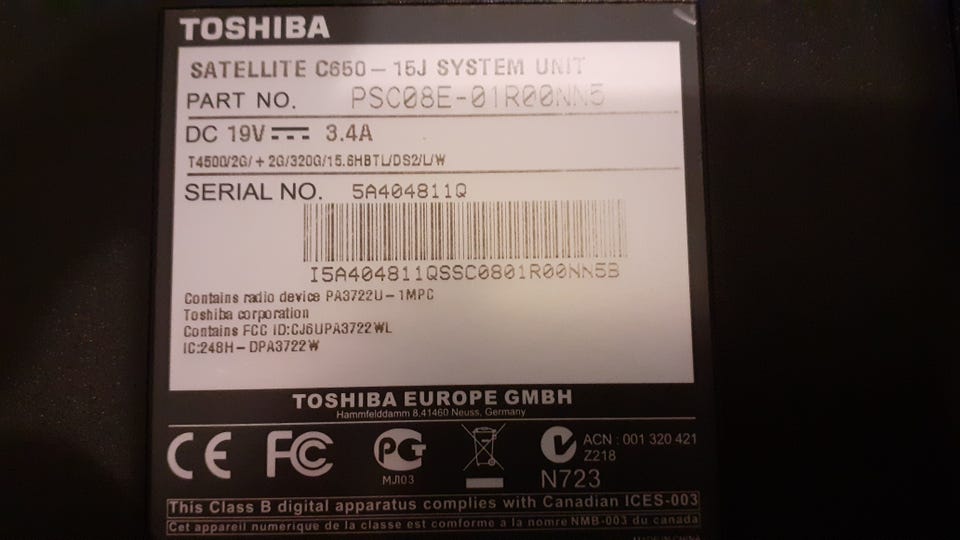 TOSHIBA
SATELLITE C650-15J SYSTEM UNIT
PART NO. PSC08E-01R00NN5
DC 19V 3.4A
T4500/2G/+2G/320G/15.6HBTL/DS2/L/W
SERIAL NO. 5A404811Q
I5A404811QSSC0801R00NN5B
Contains radio device PA3722U-1MPC
Toshiba corporation
Contains FCC ID:CJ6UPA3722WL
IC:248H-DPA3722W
TOSHIBA EUROPE GMBH
Hammfelddamm 8,41460 Neuss, Germany
CE FC PCT ACN : 001 320 421
Z218
MJ103 N723
This Class B digital apparatus complies with Canadian ICES-003
Cet appareil numerique de la classe est comforme a la nomre NMB-003 du canada
MADE IN CHINA